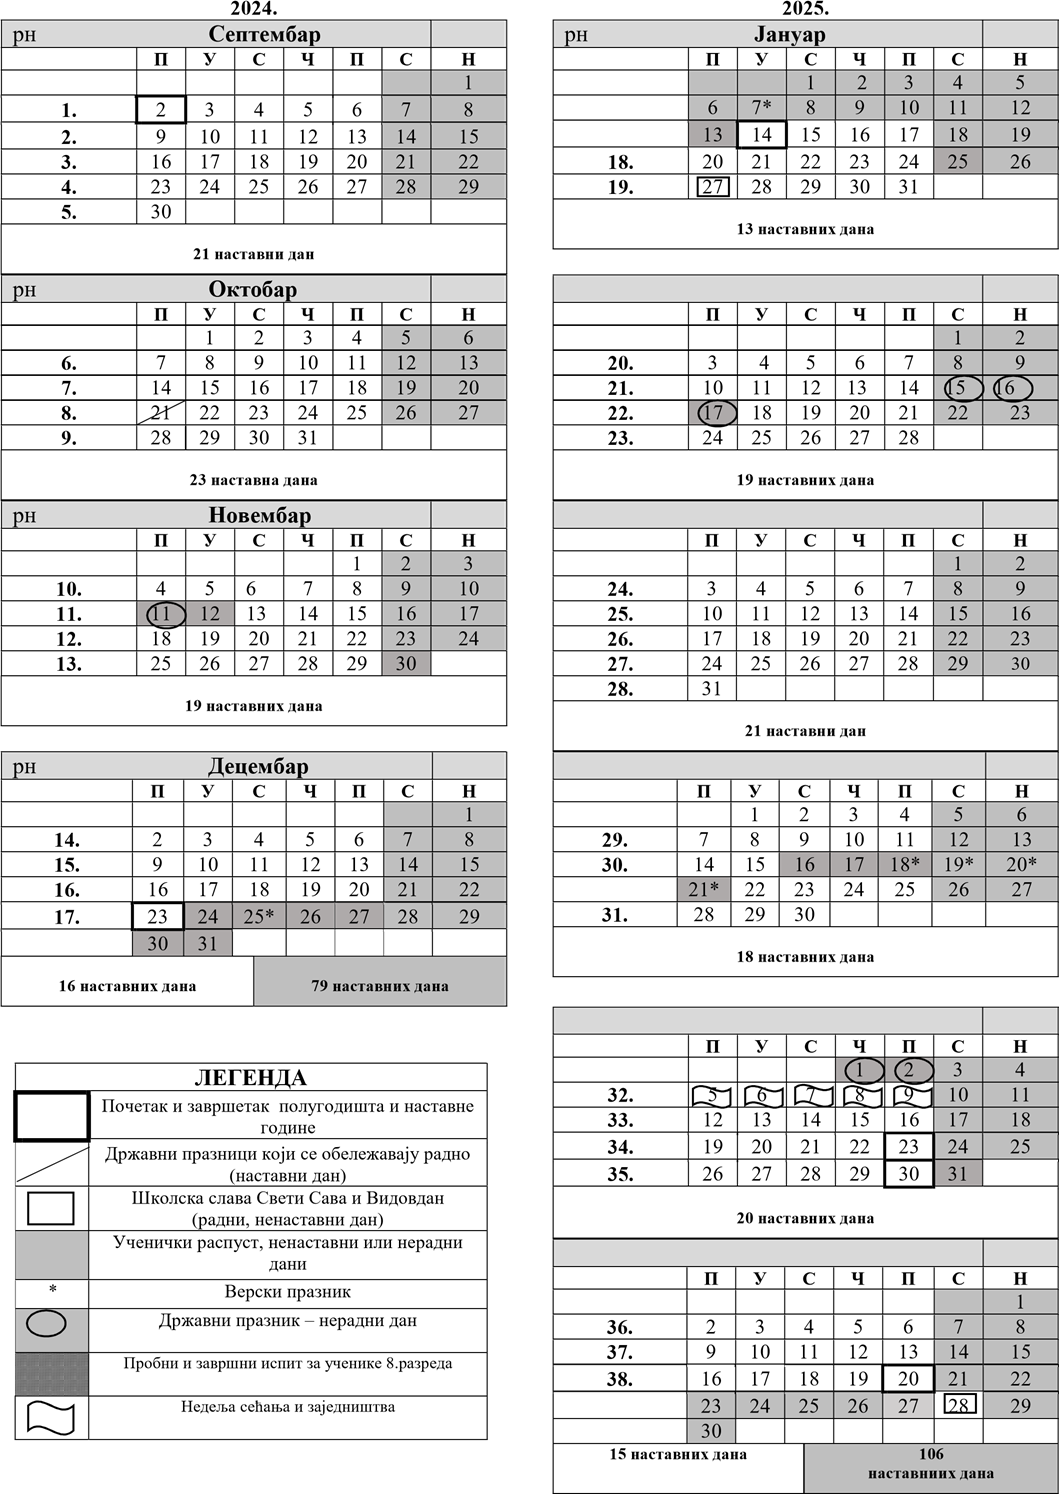 2024.
рн Септембар
П У С Ч П С Н
1
1. 2 3 4 5 6 7 8
2. 9 10 11 12 13 14 15
3. 16 17 18 19 20 21 22
4. 23 24 25 26 27 28 29
5. 30
21 наставни дан
рн Октобар
П У С Ч П С Н
1 2 3 4 5 6
6. 7 8 9 10 11 12 13
7. 14 15 16 17 18 19 20
8. 21 22 23 24 25 26 27
9. 28 29 30 31
23 наставна дана
рн Новембар
П У С Ч П С Н
1 2 3
10. 4 5 6 7 8 9 10
11. 11 12 13 14 15 16 17
12. 18 19 20 21 22 23 24
13. 25 26 27 28 29 30
19 наставних дана
рн Децембар
П У С Ч П С Н
1
14. 2 3 4 5 6 7 8
15. 9 10 11 12 13 14 15
16. 16 17 18 19 20 21 22
17. 23 24 25* 26 27 28 29
30 31
16 наставних дана 79 наставних дана
ЛЕГЕНДА
Почетак и завршетак полугодишта и наставне
године
Државни празници који се обележавају радно
(наставни дан)
Школска слава Свети Сава и Видовдан
(радни, ненаставни дан)
Ученички распуст, ненаставни или нерадни
дани
* Верски празник
Државни празник – нерадни дан
Пробни и завршни испит за ученике 8.разреда
Недеља сећања и заједништва
2025.
рн Јануар
П У С Ч П С Н
1 2 3 4 5
6 7* 8 9 10 11 12
13 14 15 16 17 18 19
18. 20 21 22 23 24 25 26
19. 27 28 29 30 31
13 наставних дана
П У С Ч П С Н
1 2
20. 3 4 5 6 7 8 9
21. 10 11 12 13 14 15 16
22. 17 18 19 20 21 22 23
23. 24 25 26 27 28
19 наставних дана
П У С Ч П С Н
1 2
24. 3 4 5 6 7 8 9
25. 10 11 12 13 14 15 16
26. 17 18 19 20 21 22 23
27. 24 25 26 27 28 29 30
28. 31
21 наставни дан
П У С Ч П С Н
1 2 3 4 5 6
29. 7 8 9 10 11 12 13
30. 14 15 16 17 18* 19* 20*
21* 22 23 24 25 26 27
31. 28 29 30
18 наставних дана
П У С Ч П С Н
1 2 3 4
32. 5 6 7 8 9 10 11
33. 12 13 14 15 16 17 18
34. 19 20 21 22 23 24 25
35. 26 27 28 29 30 31
20 наставних дана
П У С Ч П С Н
1
36. 2 3 4 5 6 7 8
37. 9 10 11 12 13 14 15
38. 16 17 18 19 20 21 22
23 24 25 26 27 28 29
30
15 наставних дана 106
наставниих дана